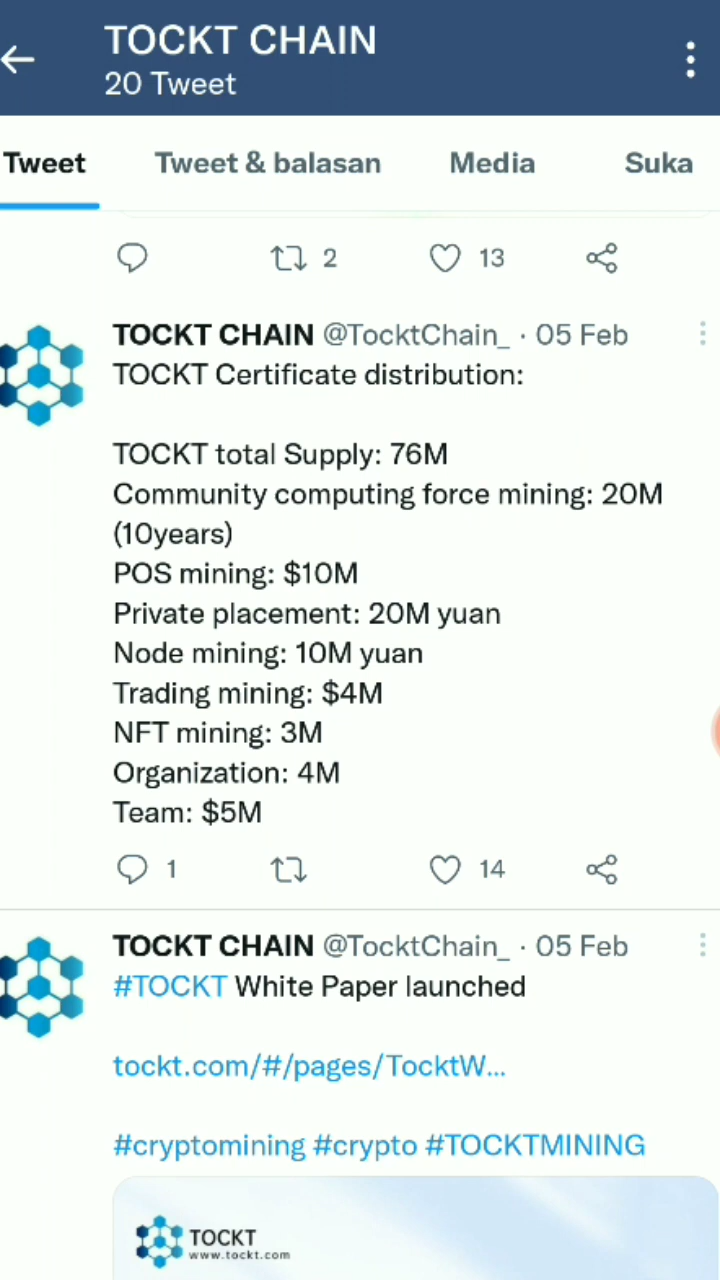 TOCKT CHAIN
20 Tweet
Tweet
Tweet & balasan
Media
Suka
2
13
TOCKT CHAIN @TocktChain_ · 05 Feb
TOCKT Certificate distribution:
TOCKT total Supply: 76M
Community computing force mining: 20M
(10years)
POS mining: $10M
Private placement: 20M yuan
Node mining: 10M yuan
Trading mining: $4M
NFT mining: 3M
Organization: 4M
Team: $5M
1
14
TOCKT CHAIN @TocktChain_ · 05 Feb
#TOCKT White Paper launched
tockt.com/#/pages/TocktW...
#cryptomining #crypto #TOCKTMINING
TOCKT
www.tockt.com